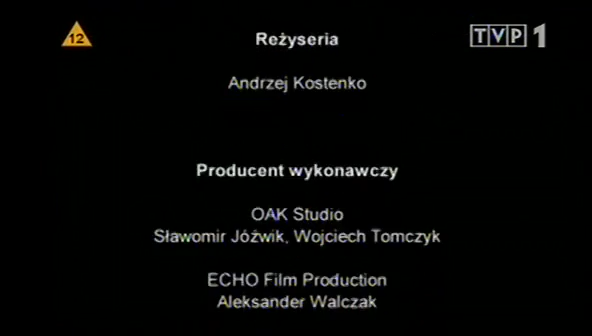 12
Reżyseria
TVP 1
Andrzej Kostenko
Producent wykonawczy
OAK Studio
Sławomir Jóźwik, Wojciech Tomczyk
ECHO Film Production
Aleksander Walczak